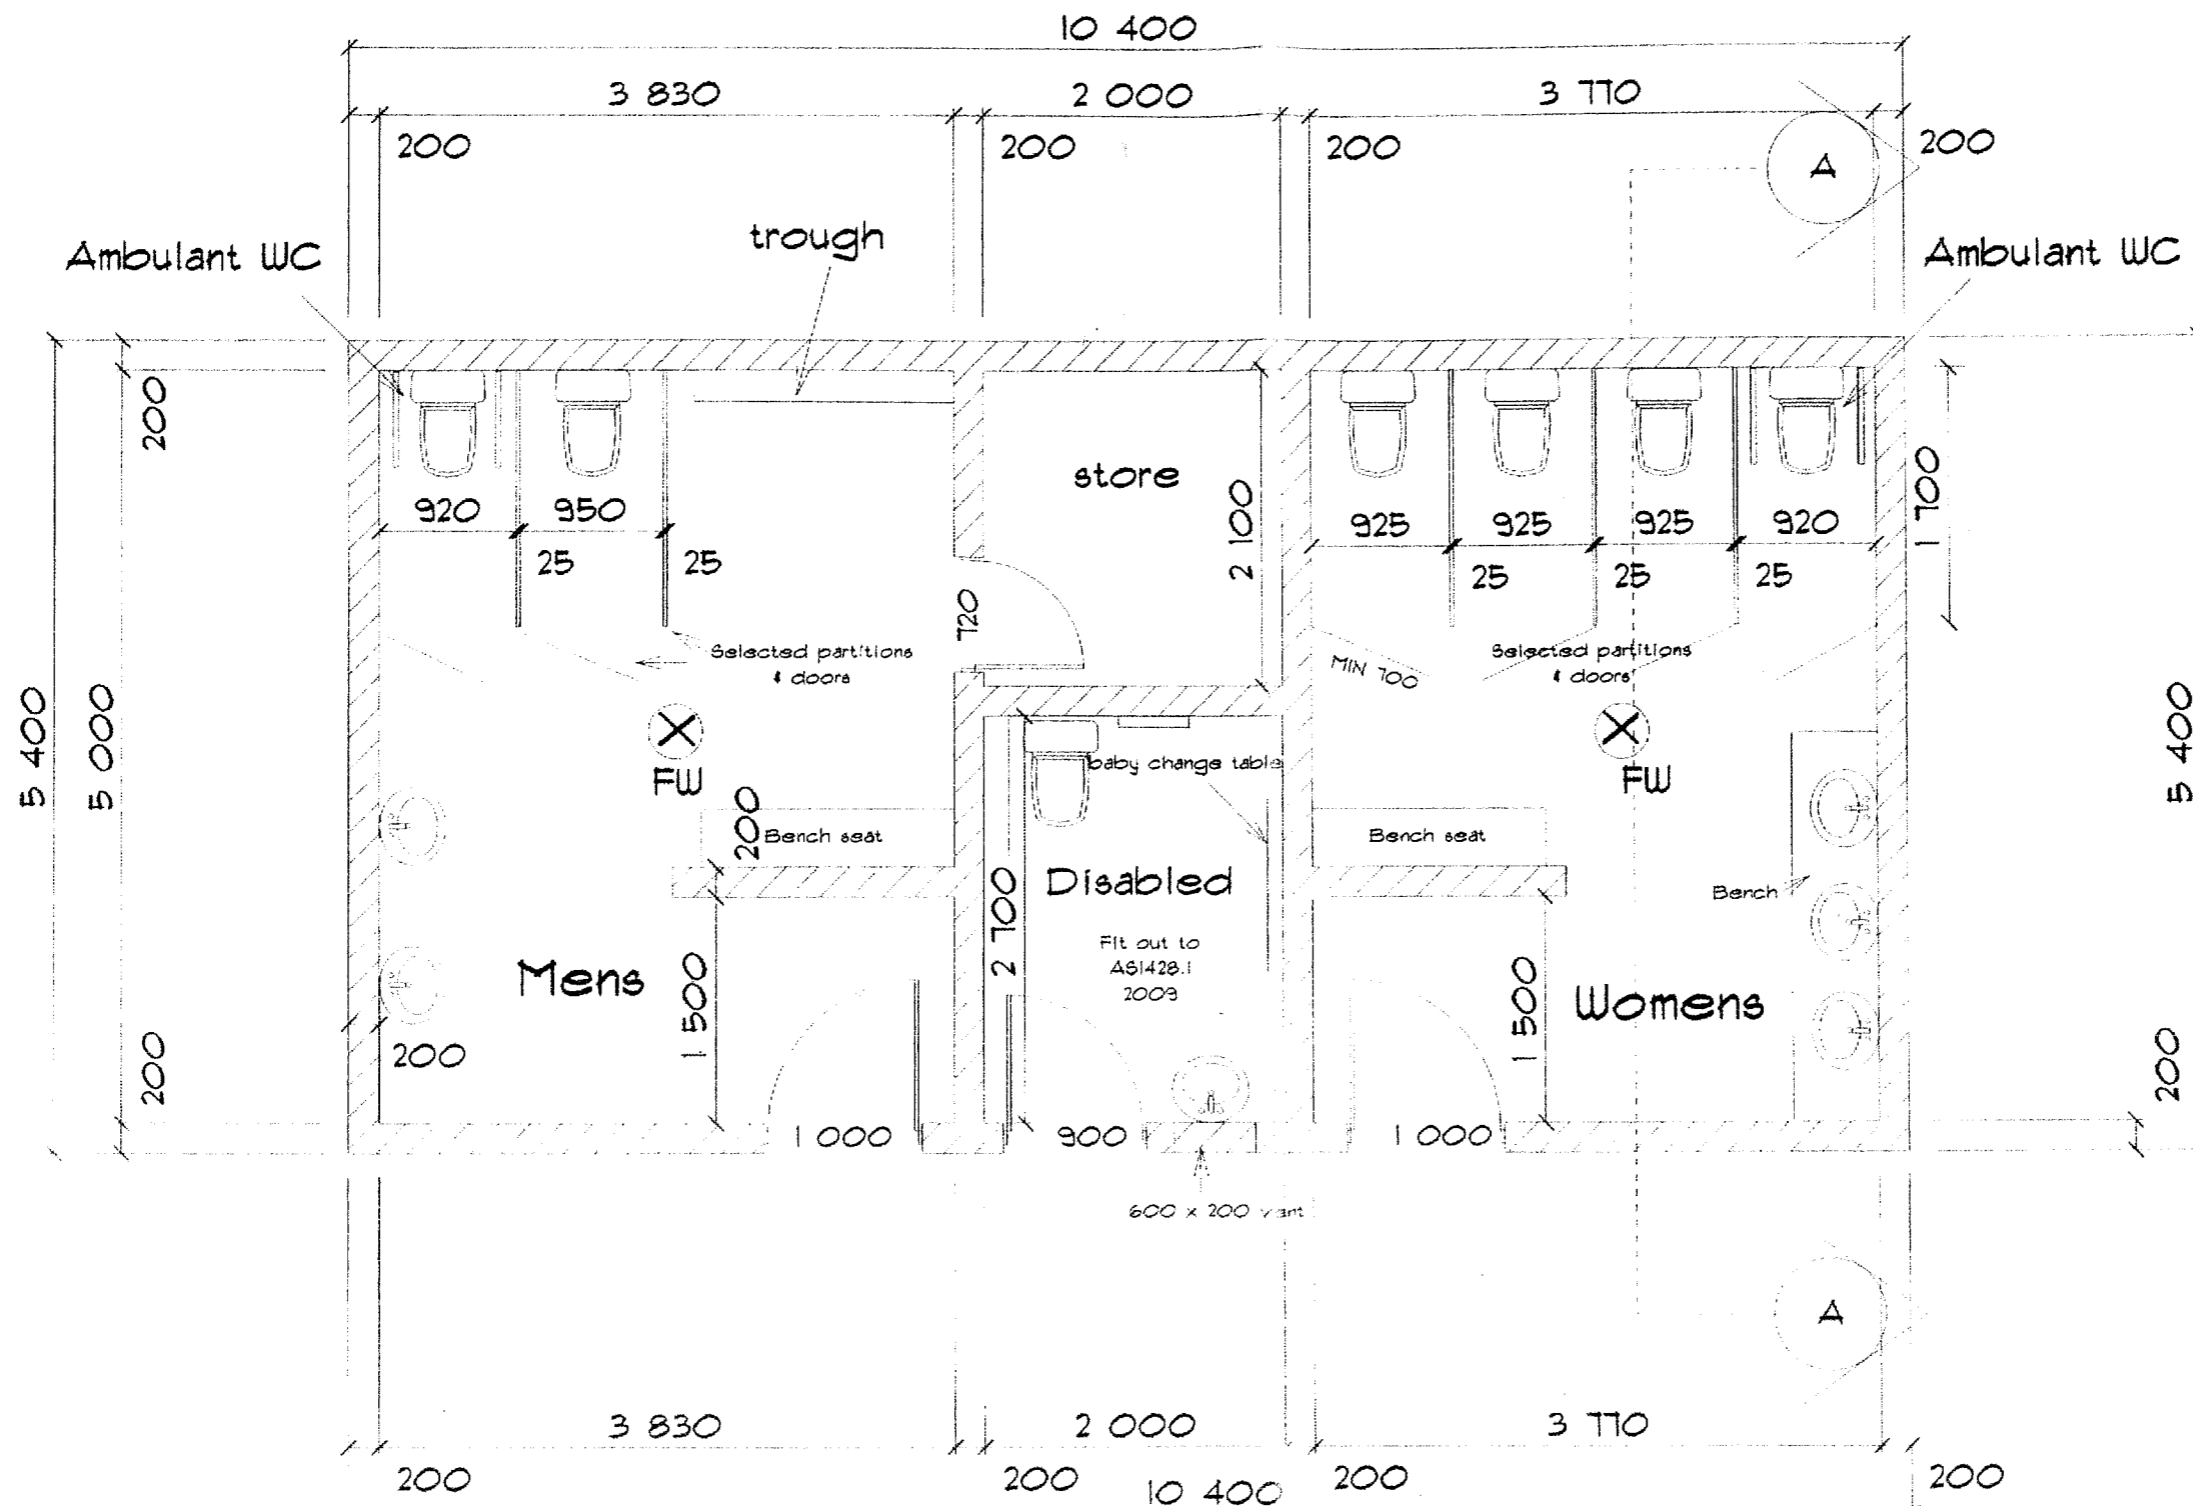 10 400
3 830
2 000
3 770
200
200
200
200
A
Ambulant WC
trough
Ambulant WC
200
920
950
25
25
store
2 100
720
925
925
925
920
25
25
25
1 700
Selected partitions
& doors
MIN 700
Selected partitions
& doors
5 400
5 000
FW
FW
5 400
baby change table
200
Bench seat
Bench seat
2 700
Disabled
Fit out to
AS1428.1
2009
Bench
Mens
1 500
1 500
Womens
200
200
200
1 000
900
1 000
600 x 200 vent
A
3 830
2 000
3 770
200
200
10 400
200
200